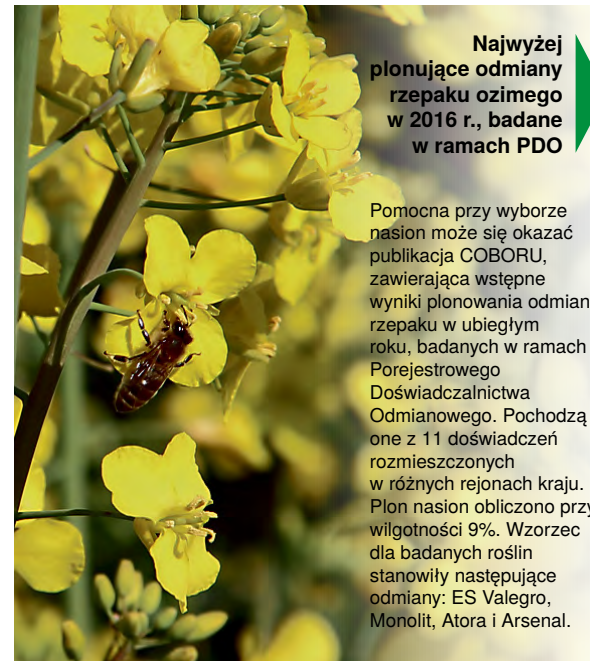 Najwyżej
plonujące odmiany
rzepaku ozimego
w 2016 r., badane
w ramach PDO
Pomocna przy wyborze
nasion może się okazać
publikacja COBORU,
zawierająca wstępne
wyniki plonowania odmian
rzepaku w ubiegłym
roku, badanych w ramach
Porejestrowego
Doświadczalnictwa
Odmianowego. Pochodzą
one z 11 doświadczeń
rozmieszczonych
w różnych rejonach kraju.
Plon nasion obliczono przy
wilgotności 9%. Wzorzec
dla badanych roślin
stanowiły następujące
odmiany: ES Valegro,
Monolit, Atora i Arsenal.